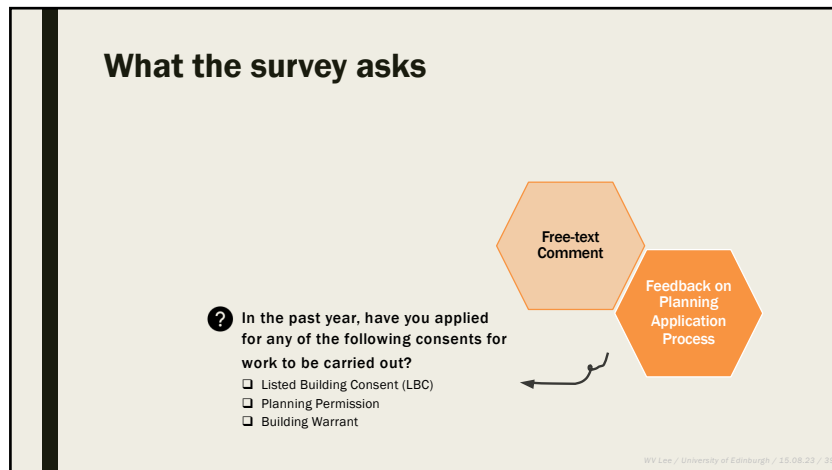 What the survey asks
Free-text
Comment
Feedback on
Planning
Application
Process
? In the past year, have you applied
for any of the following consents for
work to be carried out?
Listed Building Consent (LBC)
Planning Permission
Building Warrant
WV Lee / University of Edinburgh / 15.08.23 /